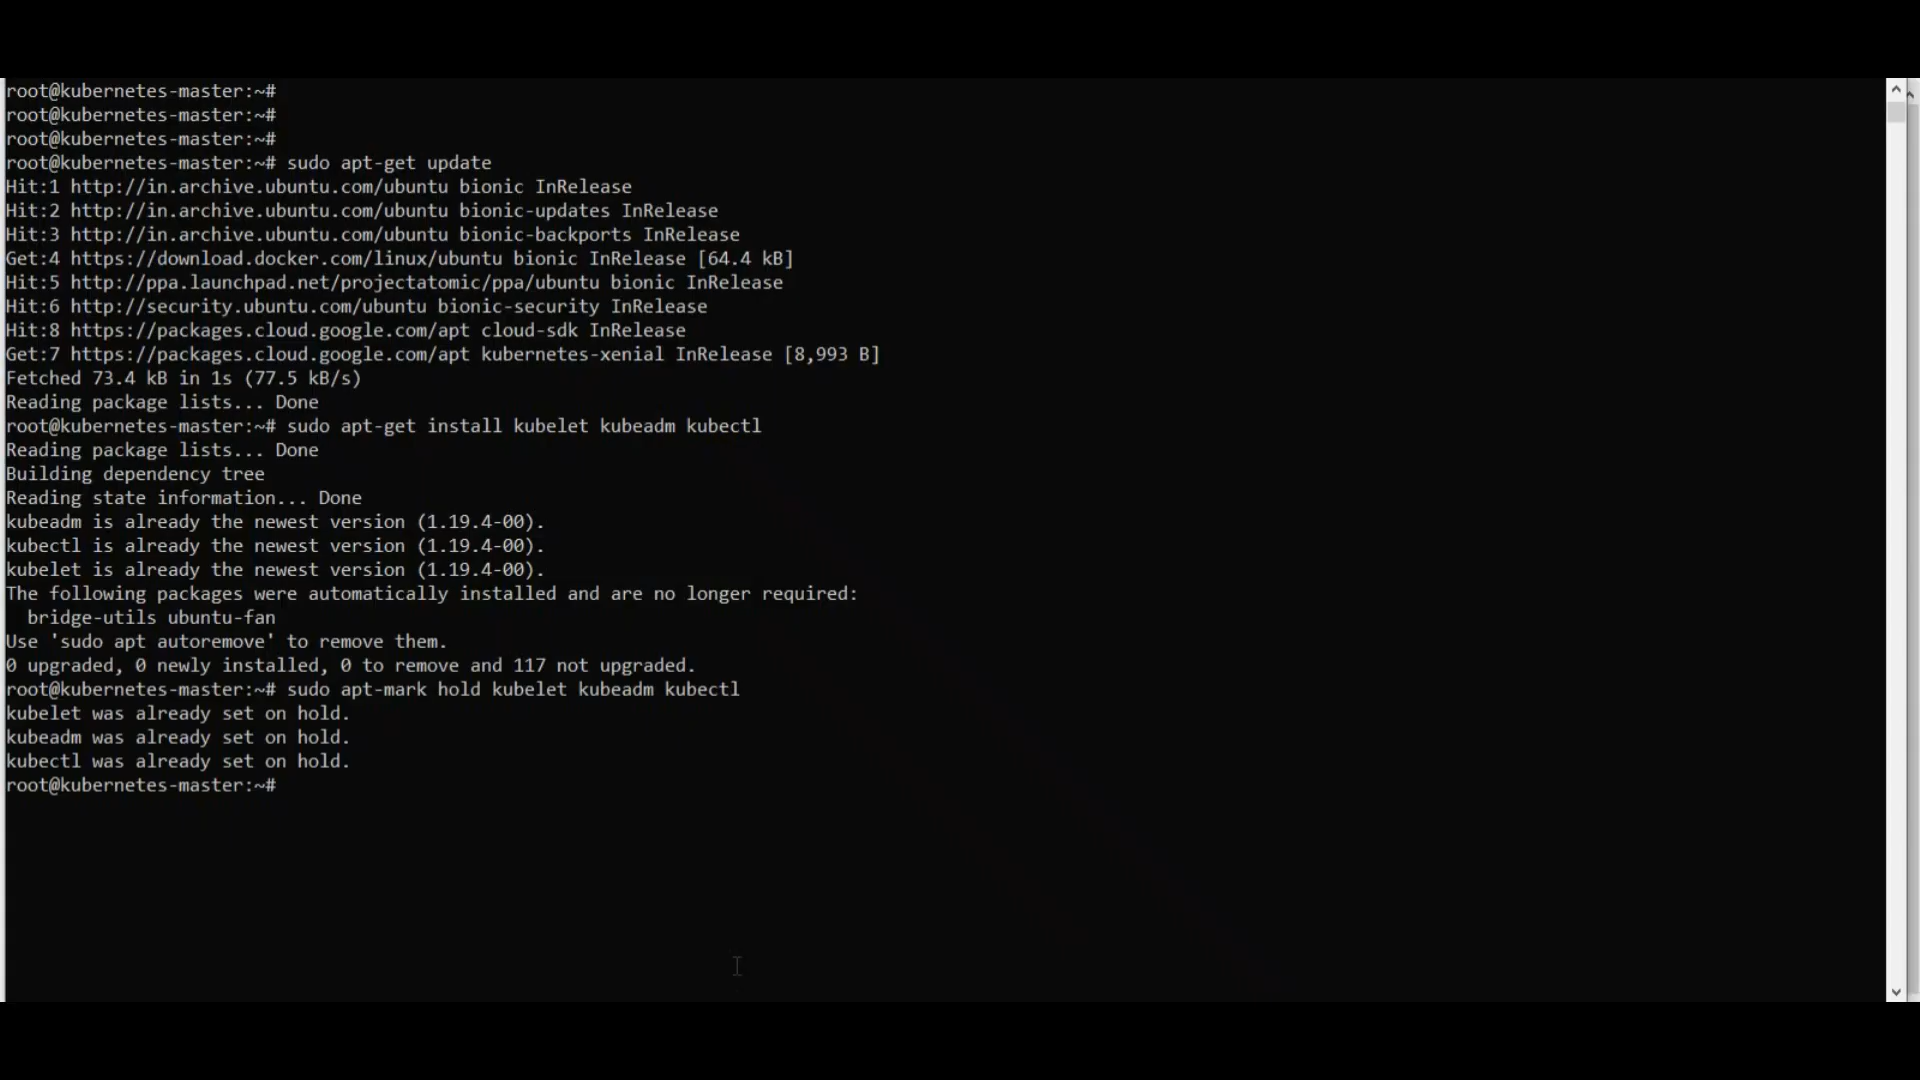 root@kubernetes-master:~#
root@kubernetes-master:~#
root@kubernetes-master:~#
root@kubernetes-master:~# sudo apt-get update
Hit:1 http://in.archive.ubuntu.com/ubuntu bionic InRelease
Hit:2 http://in.archive.ubuntu.com/ubuntu bionic-updates InRelease
Hit:3 http://in.archive.ubuntu.com/ubuntu bionic-backports InRelease
Get:4 https://download.docker.com/linux/ubuntu bionic InRelease [64.4 kB]
Hit:5 http://ppa.launchpad.net/projectatomic/ppa/ubuntu bionic InRelease
Hit:6 http://security.ubuntu.com/ubuntu bionic-security InRelease
Hit:8 https://packages.cloud.google.com/apt cloud-sdk InRelease
Get:7 https://packages.cloud.google.com/apt kubernetes-xenial InRelease [8,993 B]
Fetched 73.4 kB in 1s (77.5 kB/s)
Reading package lists... Done
root@kubernetes-master:~# sudo apt-get install kubelet kubeadm kubectl
Reading package lists... Done
Building dependency tree
Reading state information... Done
kubeadm is already the newest version (1.19.4-00).
kubectl is already the newest version (1.19.4-00).
kubelet is already the newest version (1.19.4-00).
The following packages were automatically installed and are no longer required:
  bridge-utils ubuntu-fan
Use 'sudo apt autoremove' to remove them.
0 upgraded, 0 newly installed, 0 to remove and 117 not upgraded.
root@kubernetes-master:~# sudo apt-mark hold kubelet kubeadm kubectl
kubelet was already set on hold.
kubeadm was already set on hold.
kubectl was already set on hold.
root@kubernetes-master:~#